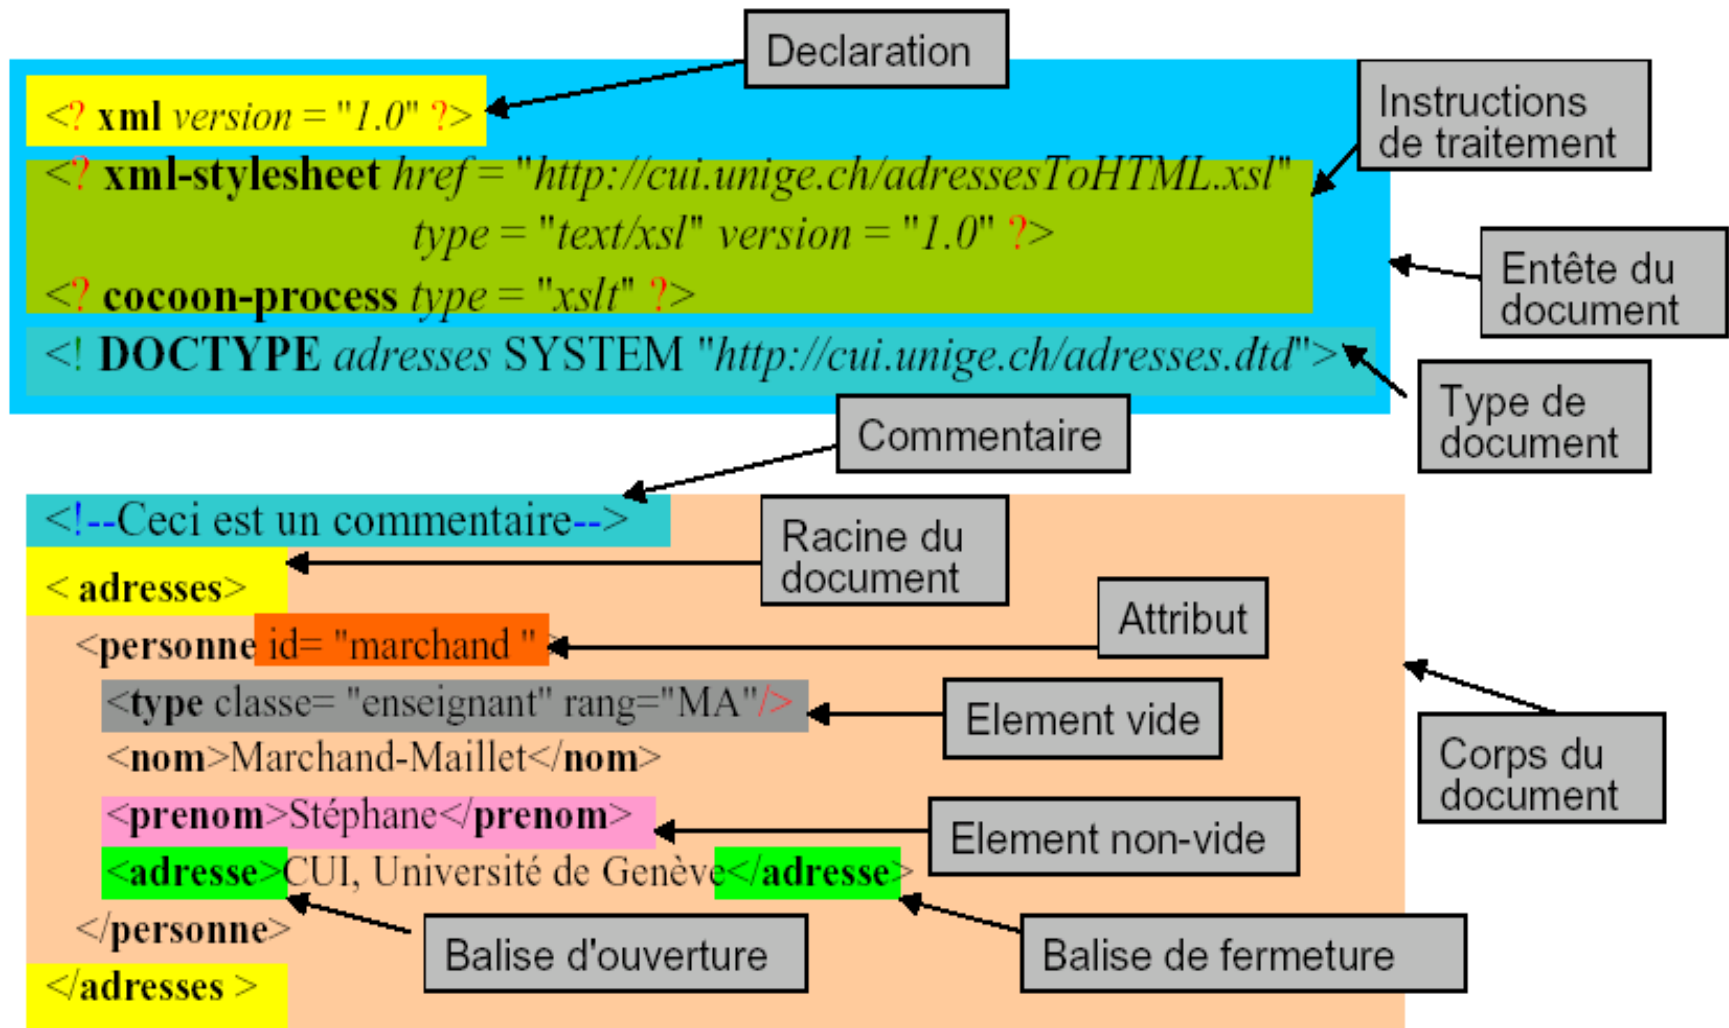 Declaration
<? xml version = "1.0" ?>
Instructions
de traitement
<? xml-stylesheet href = "http://cui.unige.ch/adressesToHTML.xsl"
type = "text/xsl" version = "1.0" ?>
Entête du
document
<? cocoon-process type = "xslt" ?>
<! DOCTYPE adresses SYSTEM "http://cui.unige.ch/adresses.dtd">
Type de
document
Commentaire
<!--Ceci est un commentaire-->
Racine du
document
< adresses>
Attribut
<personne id= "marchand " >
<type classe= "enseignant" rang="MA"/>
Element vide
<nom>Marchand-Maillet</nom>
Corps du
document
<prenom>Stéphane</prenom>
Element non-vide
<adresse>CUI, Université de Genève</adresse>
</personne>
Balise d'ouverture
Balise de fermeture
</adresses >